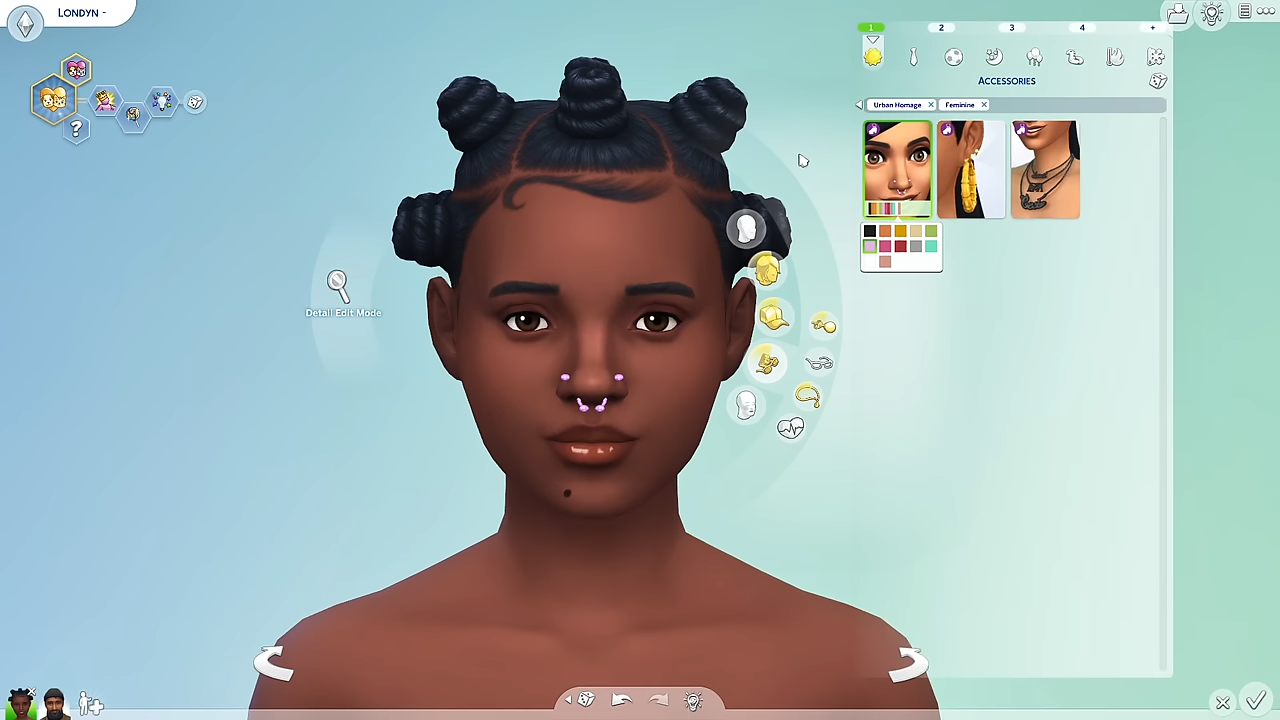 LONDYN -
1 2 3 4 +
ACCESSORIES
Urban Homage X Feminine X
Detail Edit Mode
?